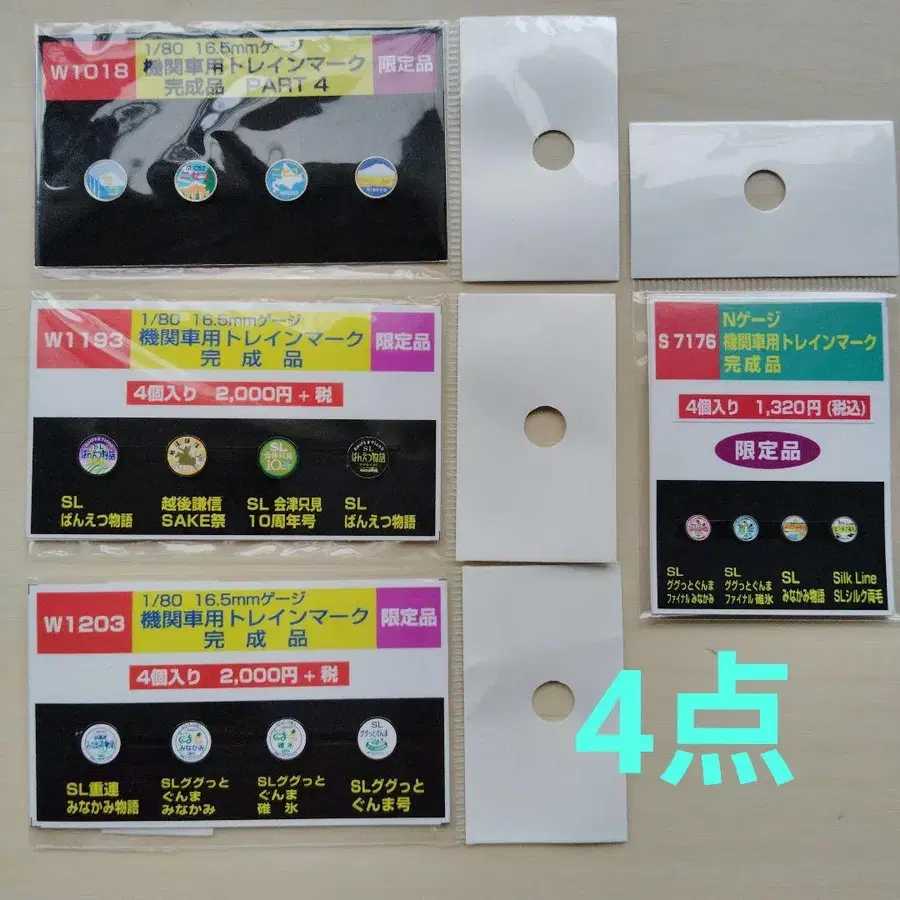 W1018
1/80 16.5mmゲージ
機関車用トレインマーク
完成品 PART 4
限定品
W1193
1/80 16.5mmゲージ
機関車用トレインマーク
完成品
限定品
4個入り 2,000円+税
SL
ばんえつ物語
越後謙信
SAKE祭
SL 会津只見
10周年号
SL
ばんえつ物語
W1203
1/80 16.5mmゲージ
機関車用トレインマーク
完成品
限定品
4個入り 2,000円+税
SL重連
みなかみ物語
SLググっと
ぐんま
みなかみ
SLググっと
ぐんま
碓氷
SLググっと
ぐんま号
S 7176
Nゲージ
機関車用トレインマーク
完成品
4個入り 1,320円(税込)
限定品
SL
ググっとぐんま
ファイナル みなかみ
SL
ググっとぐんま
ファイナル 碓氷
SL
みなかみ物語
Silk Line
SLシルク両毛
4点